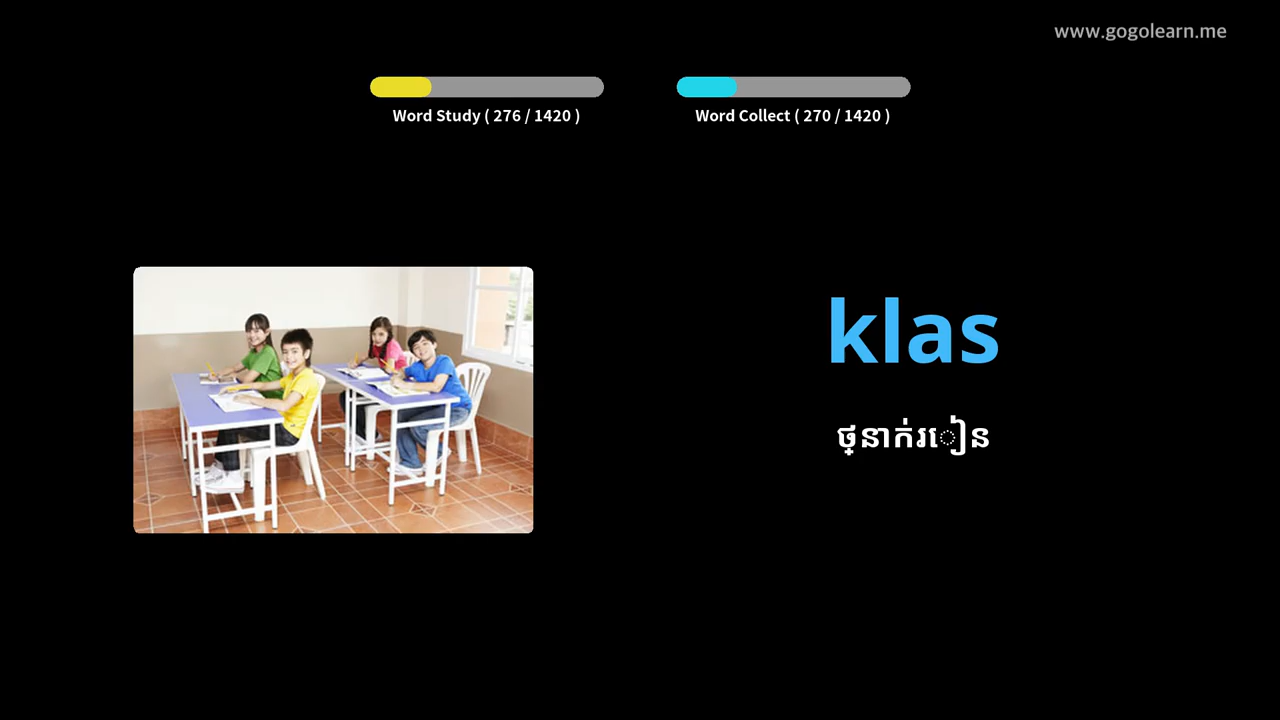 www.gogolearn.me
Word Study ( 276 / 1420 )
Word Collect ( 270 / 1420 )
klas
ថ្នាក់រៀន